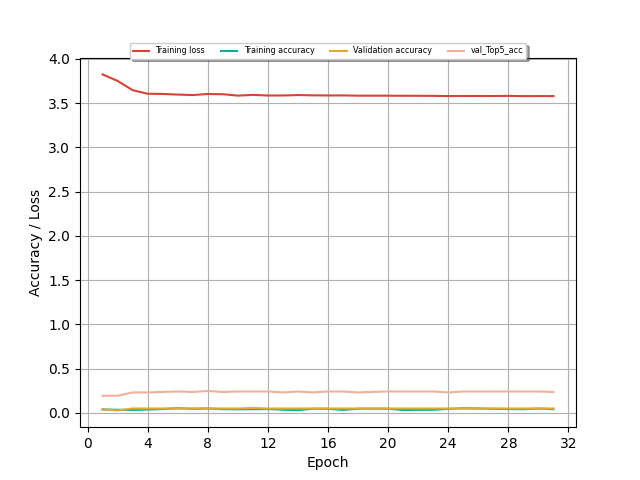 Training loss Training accuracy Validation accuracy val_Top5_acc
4.0
3.5
3.0
2.5
2.0
1.5
1.0
0.5
0.0
Accuracy / Loss
0 4 8 12 16 20 24 28 32
Epoch